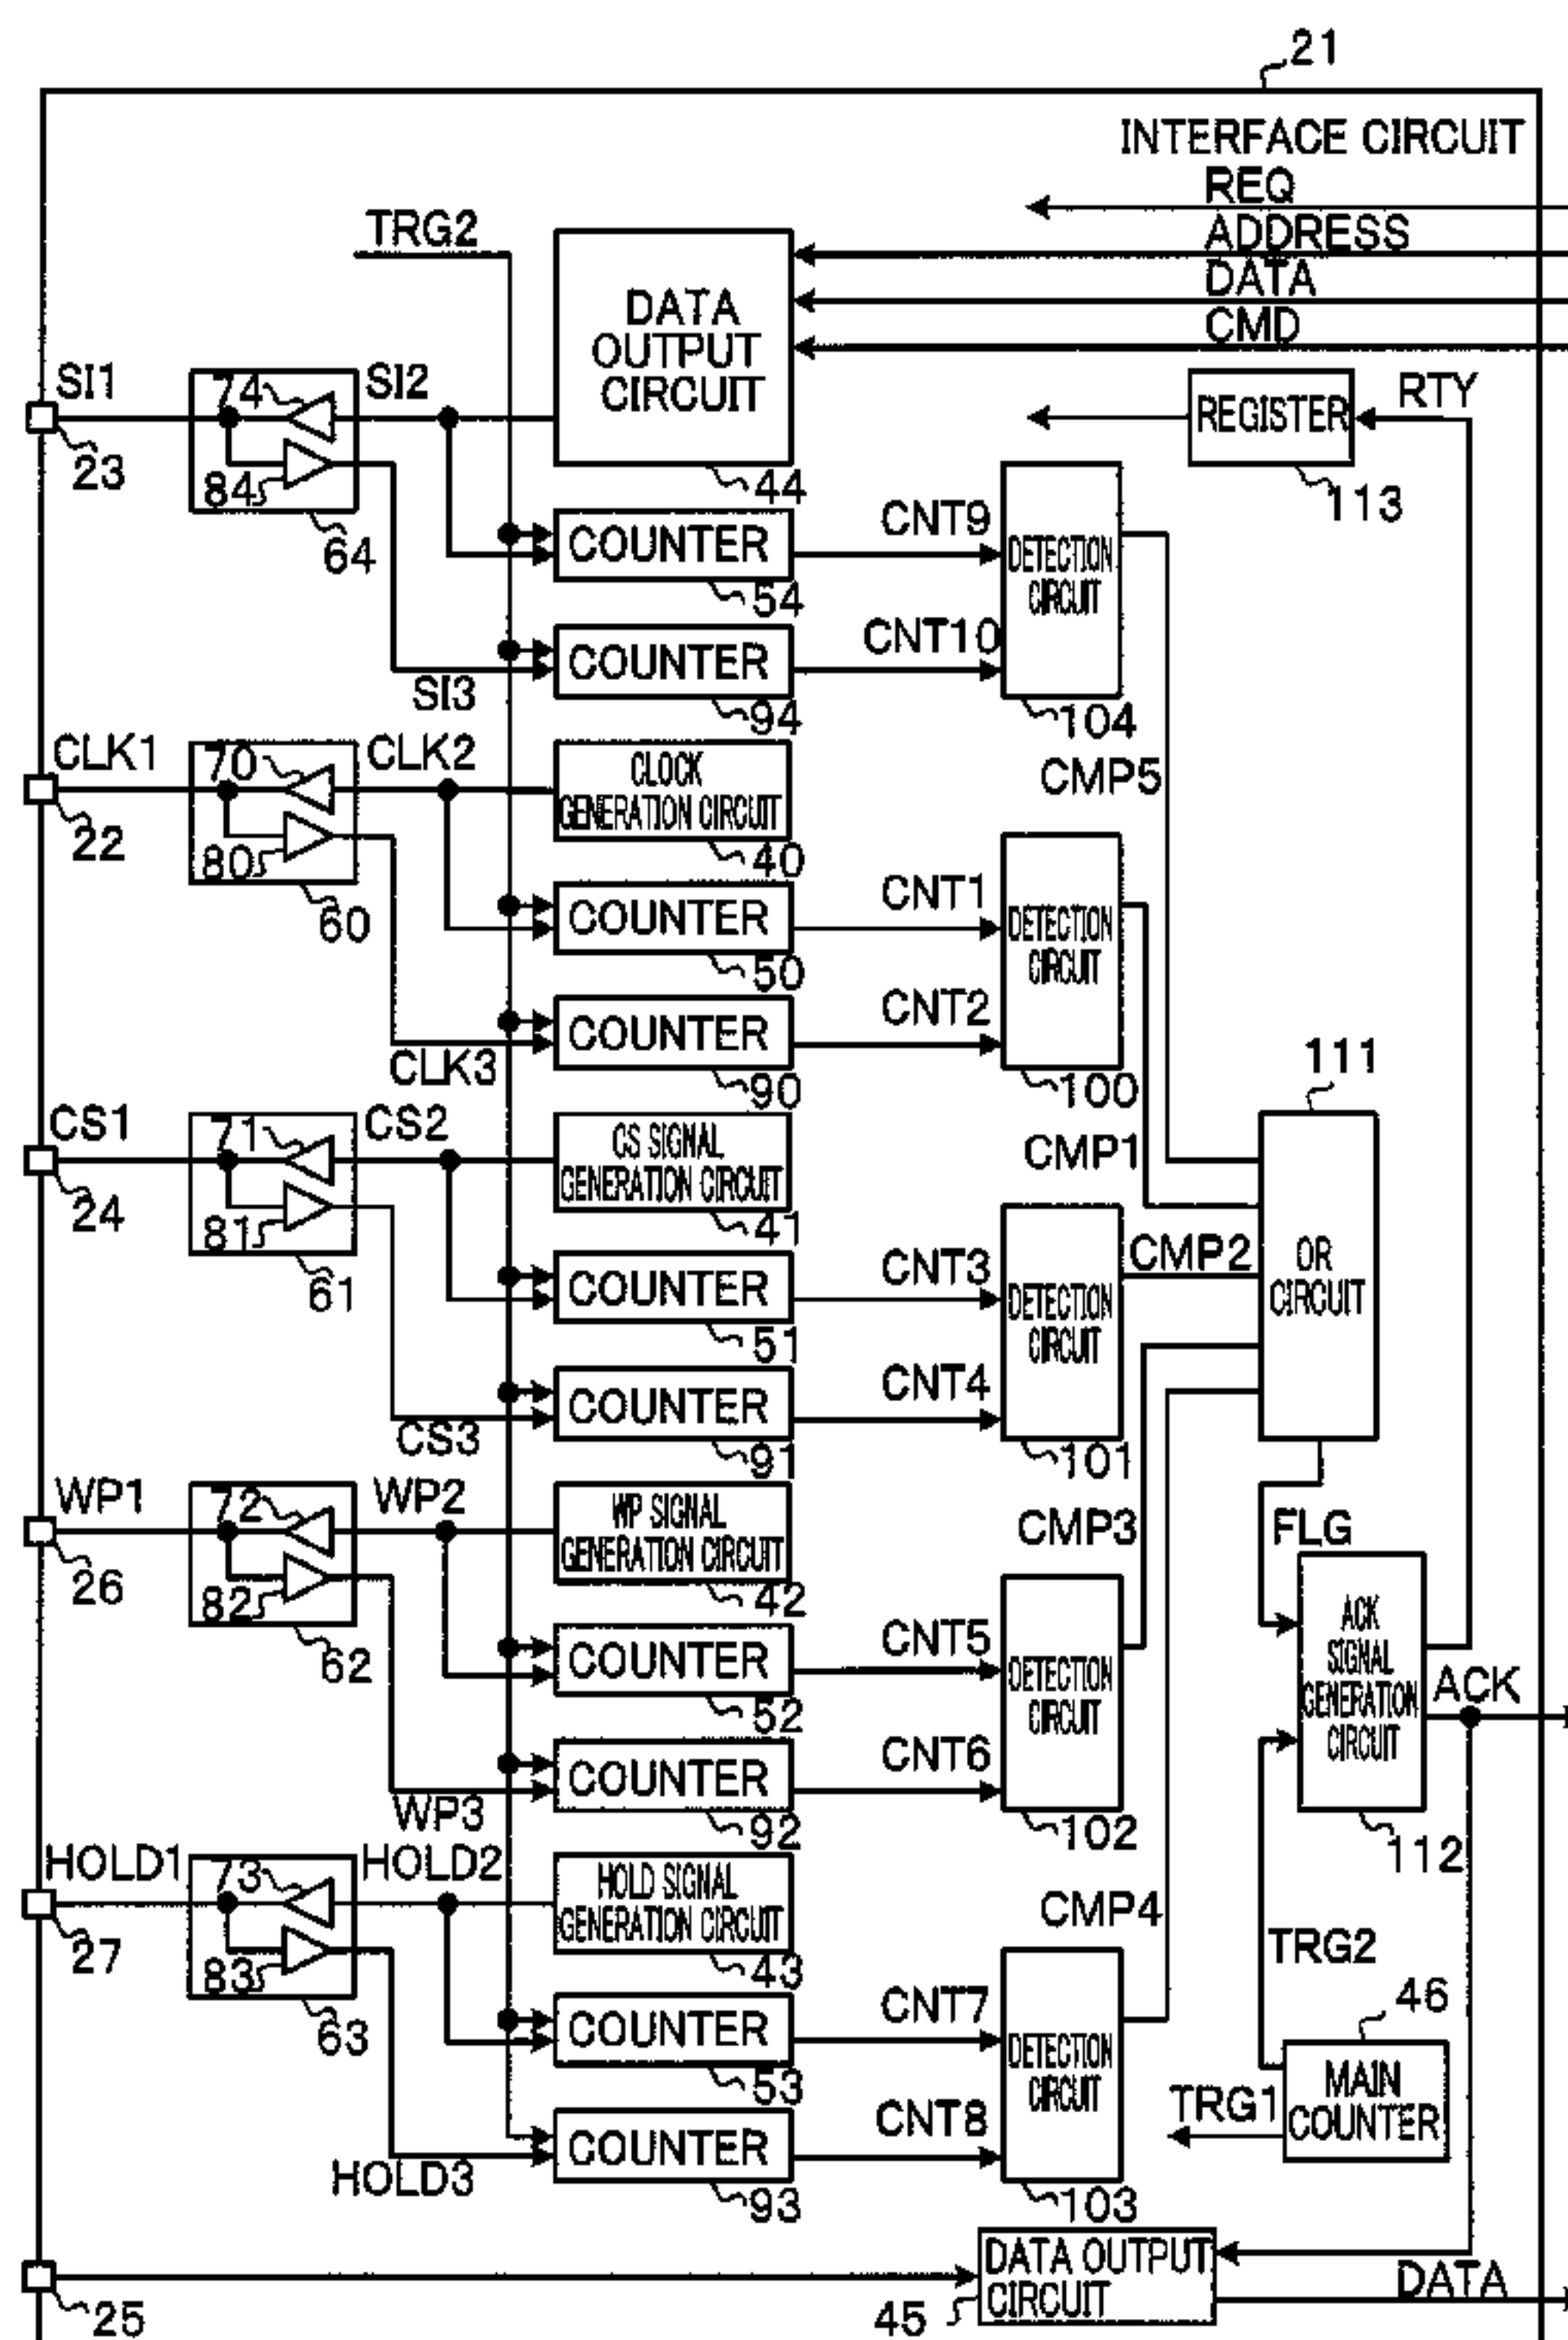 21
INTERFACE CIRCUIT
REQ
ADDRESS
DATA
CMD
TRG2
DATA
OUTPUT
CIRCUIT
44
SI1
74
SI2
84
23
64
REGISTER
RTY
113
COUNTER
54
CNT9
DETECTION
CIRCUIT
COUNTER
94
CNT10
SI3
104
CMP5
CLK1
70
CLK2
CLOCK
GENERATION CIRCUIT
40
22
80
60
COUNTER
50
CNT1
DETECTION
CIRCUIT
COUNTER
90
CNT2
CLK3
100
CMP1
111
OR
CIRCUIT
CS1
71
CS2
CS SIGNAL
GENERATION CIRCUIT
41
24
81
61
COUNTER
51
CNT3
DETECTION
CIRCUIT
CMP2
COUNTER
91
CNT4
CS3
101
CMP3
FLG
WP1
72
WP2
WP SIGNAL
GENERATION CIRCUIT
42
26
82
62
COUNTER
52
CNT5
DETECTION
CIRCUIT
COUNTER
92
CNT6
WP3
102
ACK
SIGNAL
GENERATION
CIRCUIT
ACK
112
HOLD1
73
HOLD2
HOLD SIGNAL
GENERATION CIRCUIT
43
27
83
63
CMP4
TRG2
46
COUNTER
53
CNT7
DETECTION
CIRCUIT
MAIN
COUNTER
TRG1
COUNTER
93
CNT8
HOLD3
103
25
45
DATA OUTPUT
CIRCUIT
DATA